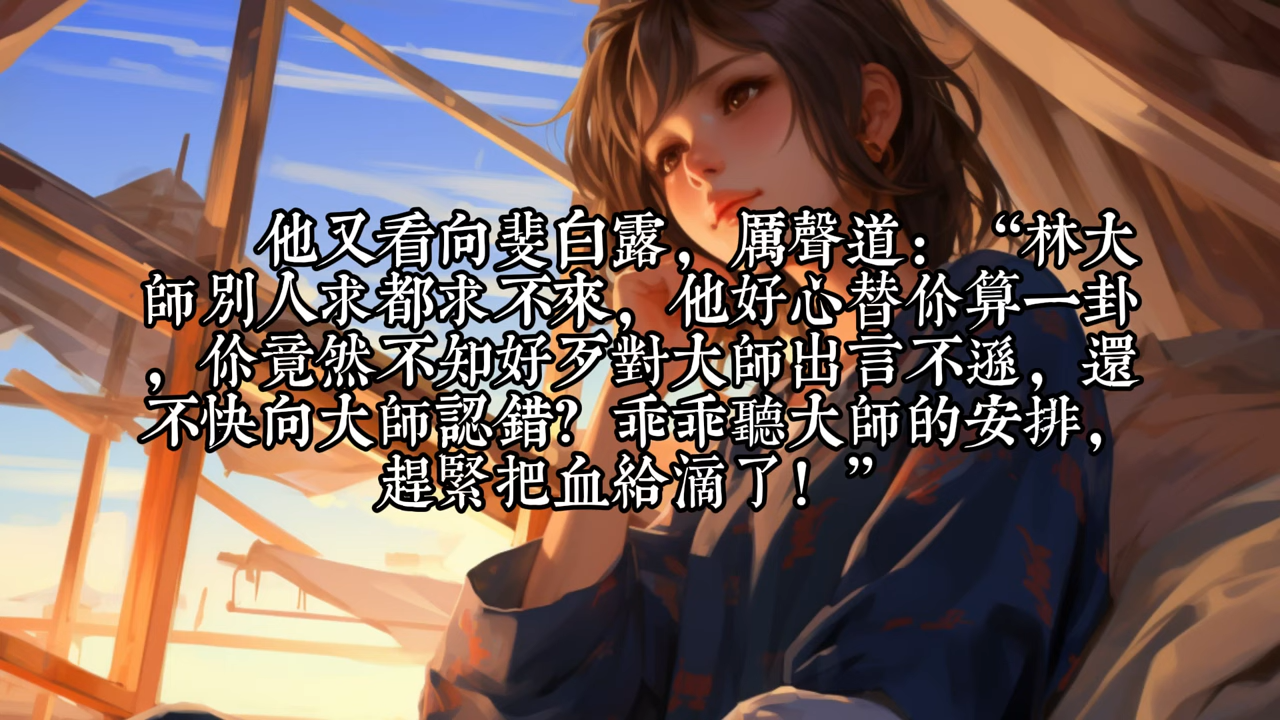 他又看向斐白露，厲聲道：“林大
師別人求都求不來，他好心替你算一卦
，你竟然不知好歹對大師出言不遜，還
不快向大師認錯？乖乖聽大師的安排，
趕緊把血給滴了！”